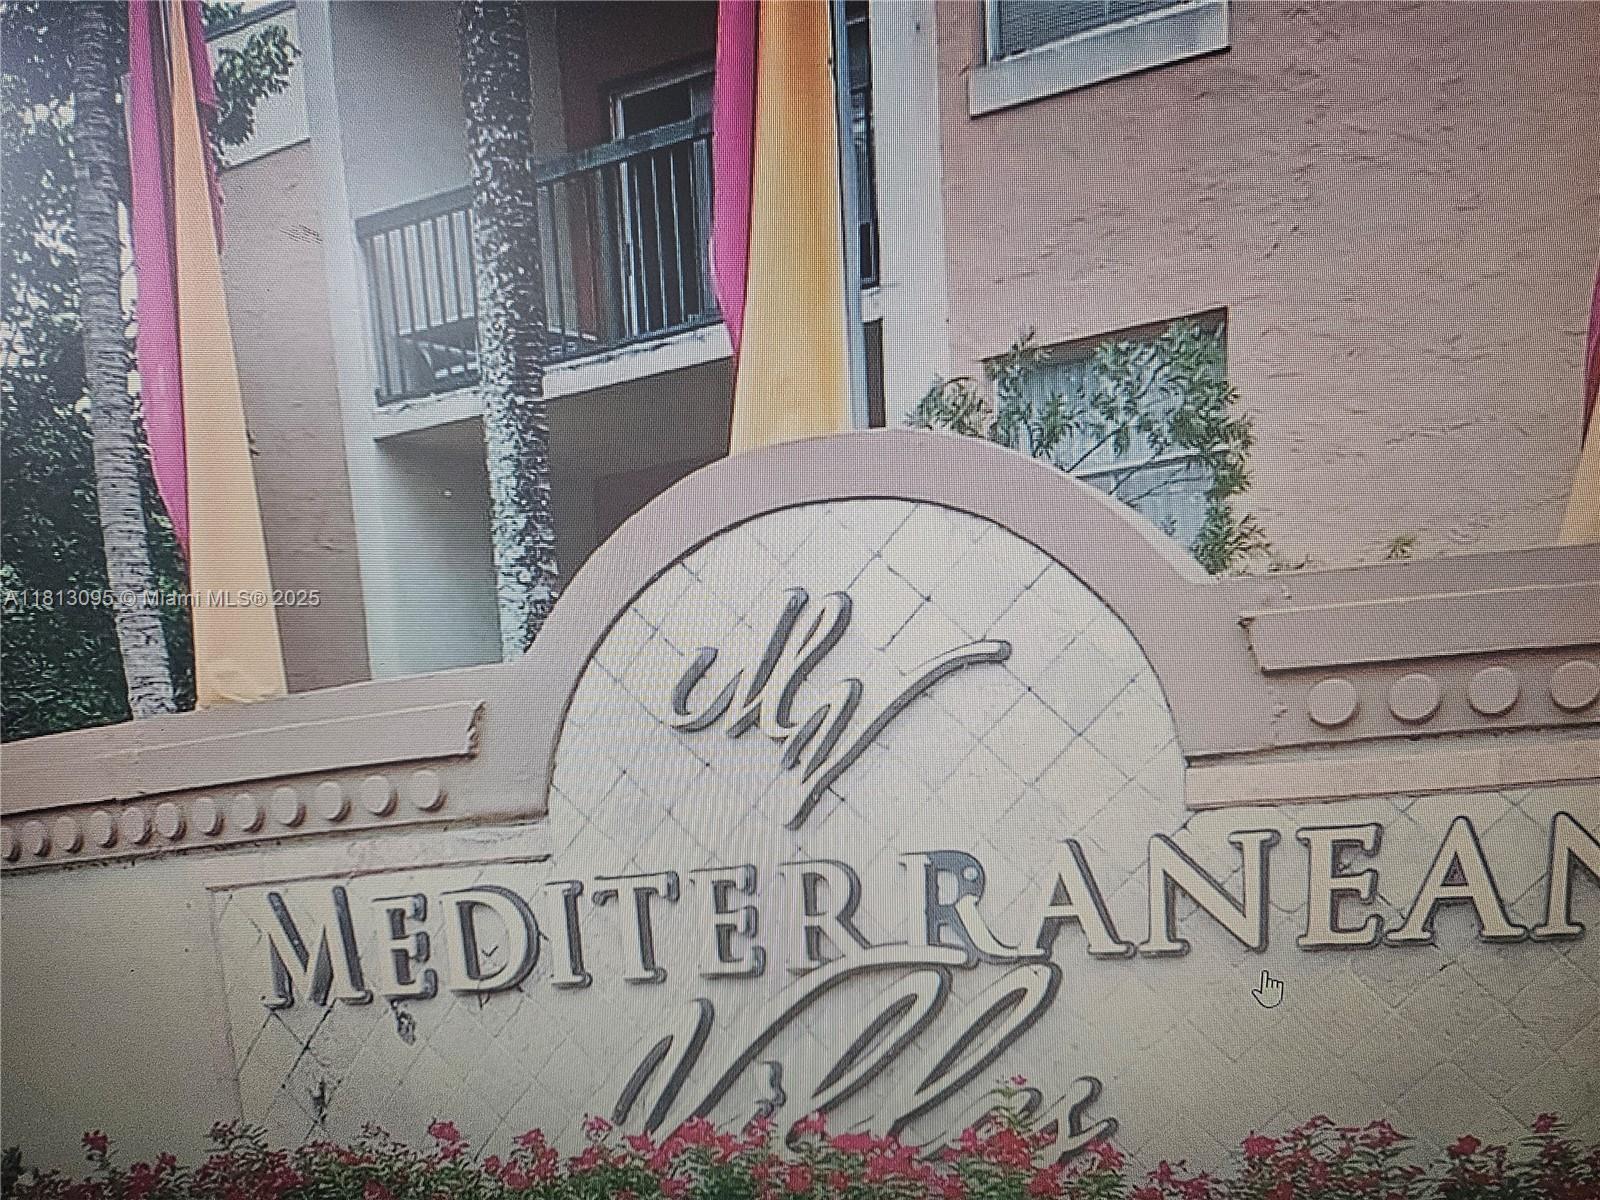 A11813095 © Miami MLS® 2025
MV
MEDITERRANEAN
Villas